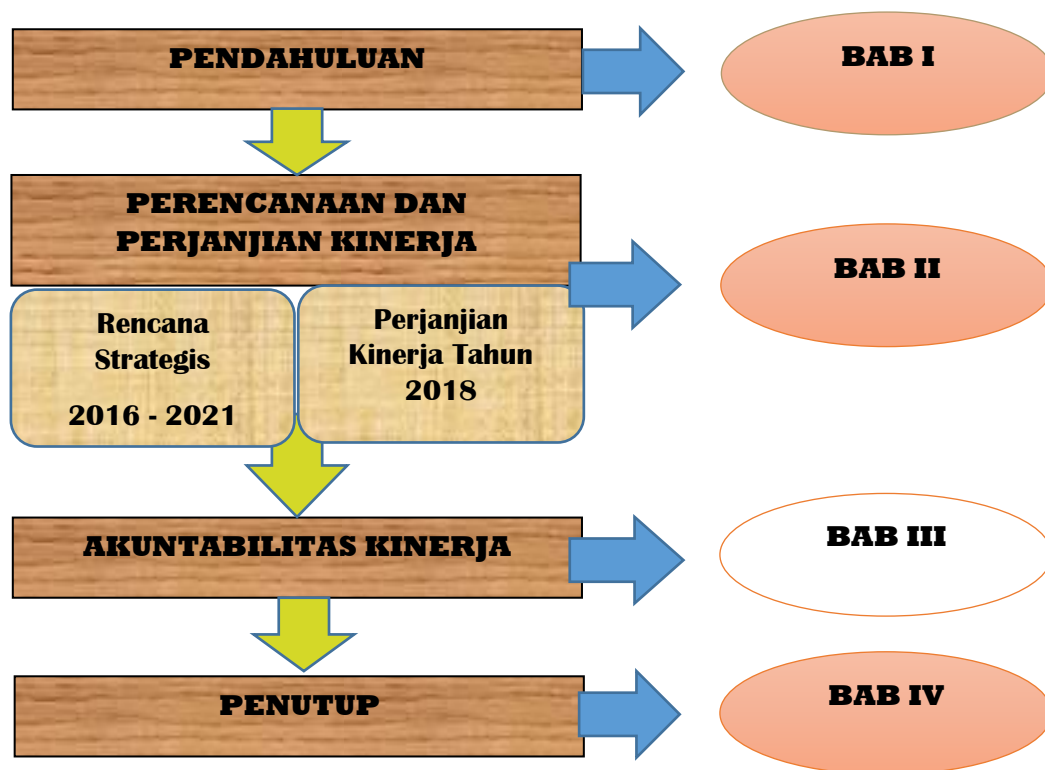 PENDAHULUAN
BAB I
PERENCANAAN DAN
PERJANJIAN KINERJA
BAB II
Rencana
Strategis
2016 - 2021
Perjanjian
Kinerja Tahun
2018
AKUNTABILITAS KINERJA
BAB III
PENUTUP
BAB IV